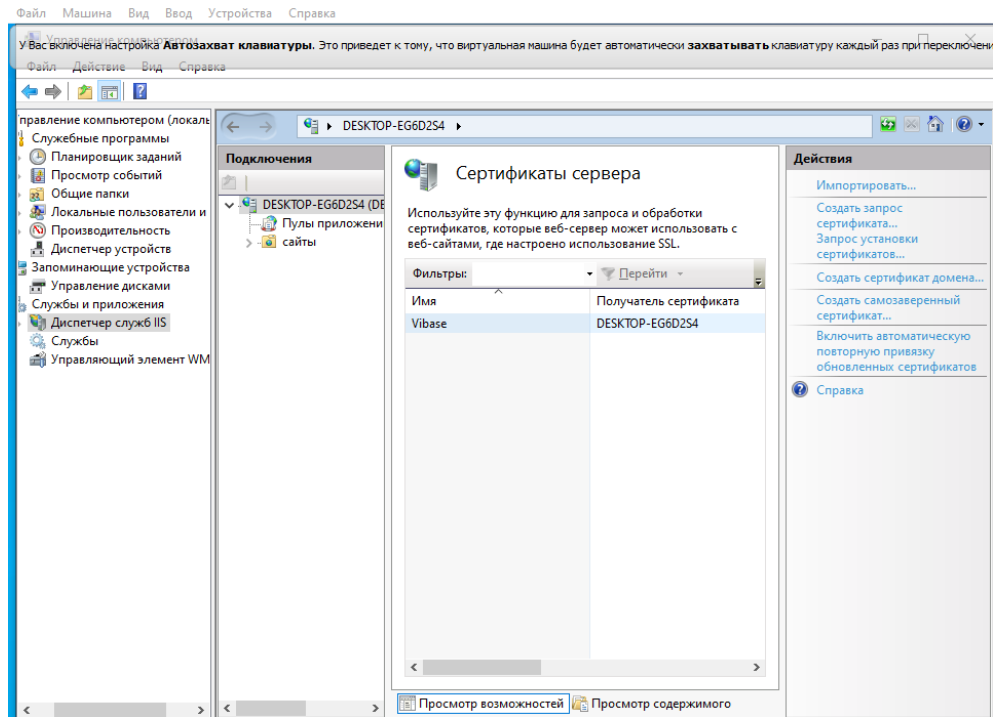 Файл Машина Вид Ввод Устройства Справка
Управление компьютером
У Вас включена настройка Автозахват клавиатуры. Это приведет к тому, что виртуальная машина будет автоматически захватывать клавиатуру каждый раз при переключени
Файл Действие Вид Справка
правление компьютером (локаль
Служебные программы
Планировщик заданий
Просмотр событий
Общие папки
Локальные пользователи и
Производительность
Диспетчер устройств
Запоминающие устройства
Управление дисками
Службы и приложения
Диспетчер служб IIS
Службы
Управляющий элемент WM
DESKTOP-EG6D2S4
Подключения
DESKTOP-EG6D2S4 (DE
Пулы приложени
сайты
Сертификаты сервера
Используйте эту функцию для
запроса и обработки
сертификатов, которые веб-сервер может использовать с
веб-сайтами, где настроено использование SSL.
Фильтры: Перейти
Имя Получатель сертификата
Vibase DESKTOP-EG6D2S4
Просмотр возможностей Просмотр содержимого
Действия
Импортировать...
Создать запрос
сертификата...
Запрос установки
сертификатов...
Создать сертификат домена...
Создать самозаверенный
сертификат...
Включить автоматическую
повторную привязку
обновленных сертификатов
Справка